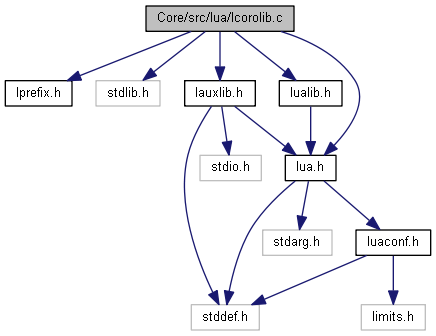 Core/src/lua/lcorolib.c
lprefix.h
stdlib.h
lauxlib.h
lualib.h
stdio.h
lua.h
stdarg.h
luaconf.h
stddef.h
limits.h